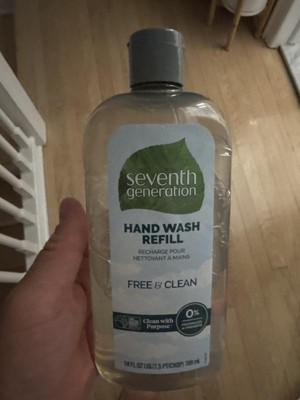 seventh
generation
HAND WASH
REFILL
RECHARGE POUR
NETTOYANT À MAINS
FREE & CLEAN
Clean with
Purpose
0%